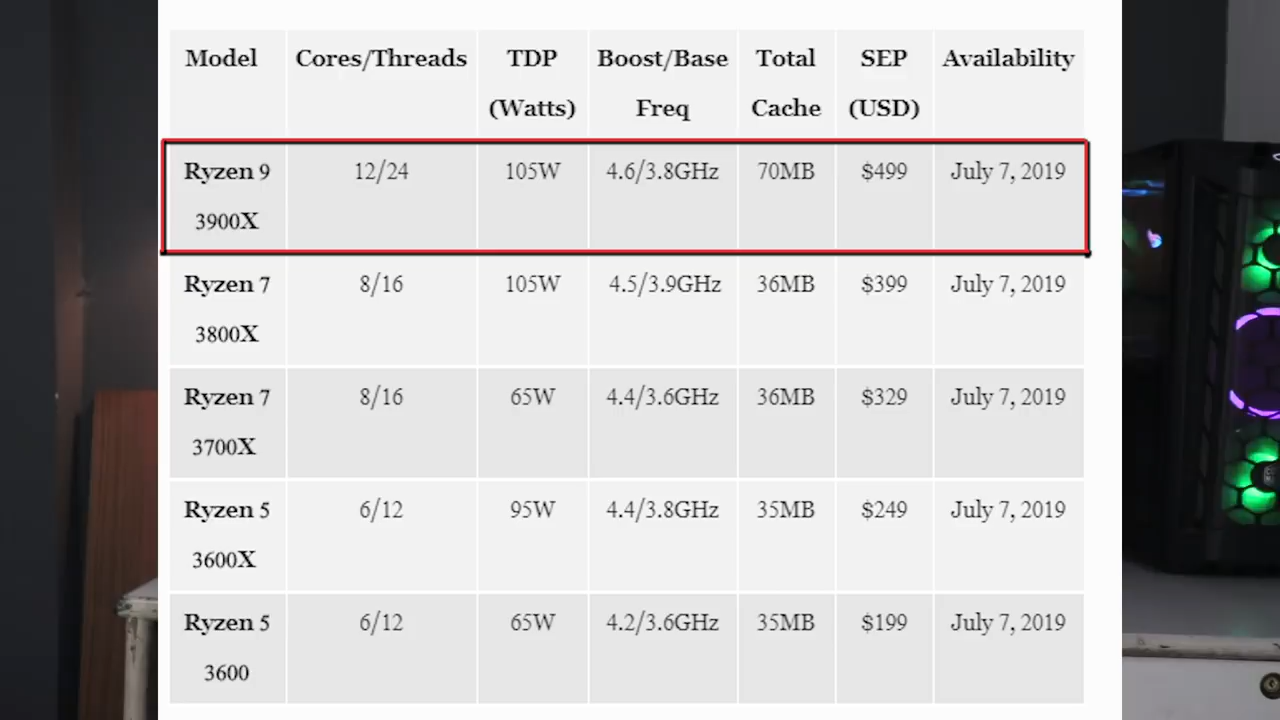 Model Cores/Threads TDP Boost/Base Total SEP Availability
(Watts) Freq Cache (USD)
Ryzen 9 12/24 105W 4.6/3.8GHz 70MB $499 July 7, 2019
3900X
Ryzen 7 8/16 105W 4.5/3.9GHz 36MB $399 July 7, 2019
3800X
Ryzen 7 8/16 65W 4.4/3.6GHz 36MB $329 July 7, 2019
3700X
Ryzen 5 6/12 95W 4.4/3.8GHz 35MB $249 July 7, 2019
3600X
Ryzen 5 6/12 65W 4.2/3.6GHz 35MB $199 July 7, 2019
3600